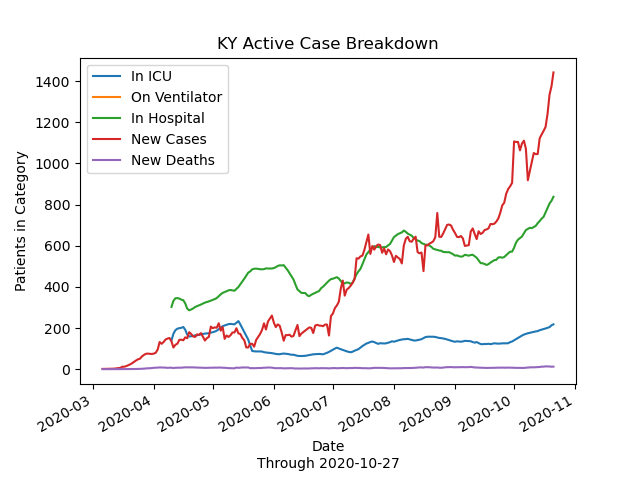 KY Active Case Breakdown
In ICU
On Ventilator
In Hospital
New Cases
New Deaths
Patients in Category
1400
1200
1000
800
600
400
200
0
2020-03
2020-04
2020-05
2020-06
2020-07
2020-08
2020-09
2020-10
2020-11
Date
Through 2020-10-27